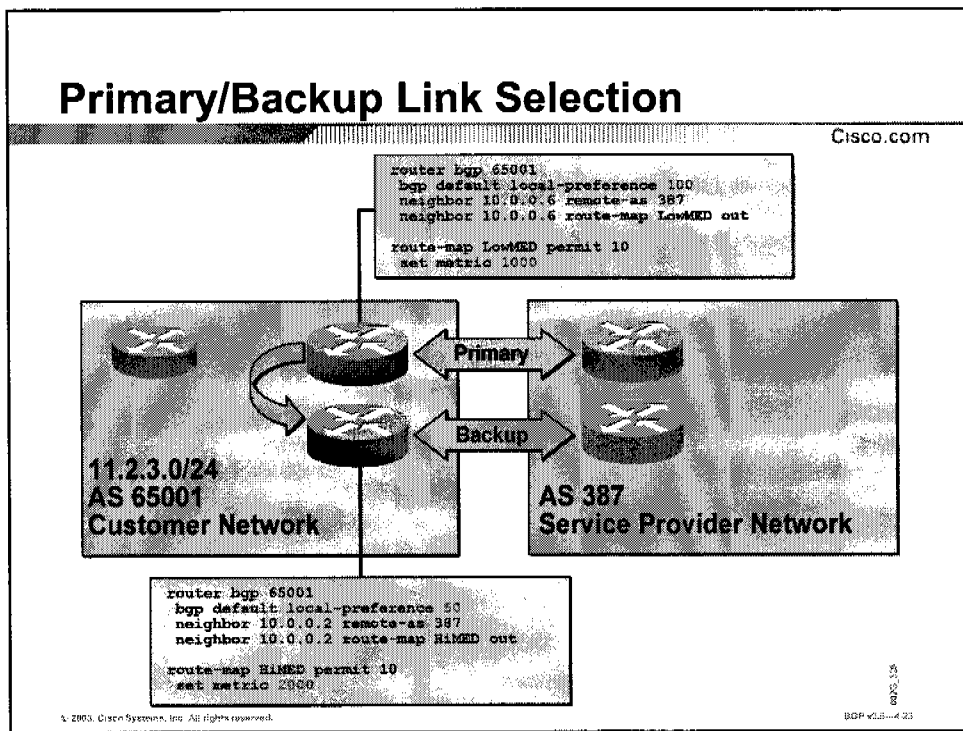 Primary/Backup Link Selection
Cisco.com
router bgp 65001
bgp default local-preference 100
neighbor 10.0.0.6 remote-as 387
neighbor 10.0.0.6 route-map LowMED out
route-map LowMED permit 10
set metric 1000
Primary
Backup
11.2.3.0/24
AS 65001
Customer Network
AS 387
Service Provider Network
router bgp 65001
bgp default local-preference 50
neighbor 10.0.0.2 remote-as 387
neighbor 10.0.0.2 route-map HiMED out
route-map HiMED permit 10
set metric 2000
© 2003, Cisco Systems, Inc. All rights reserved.